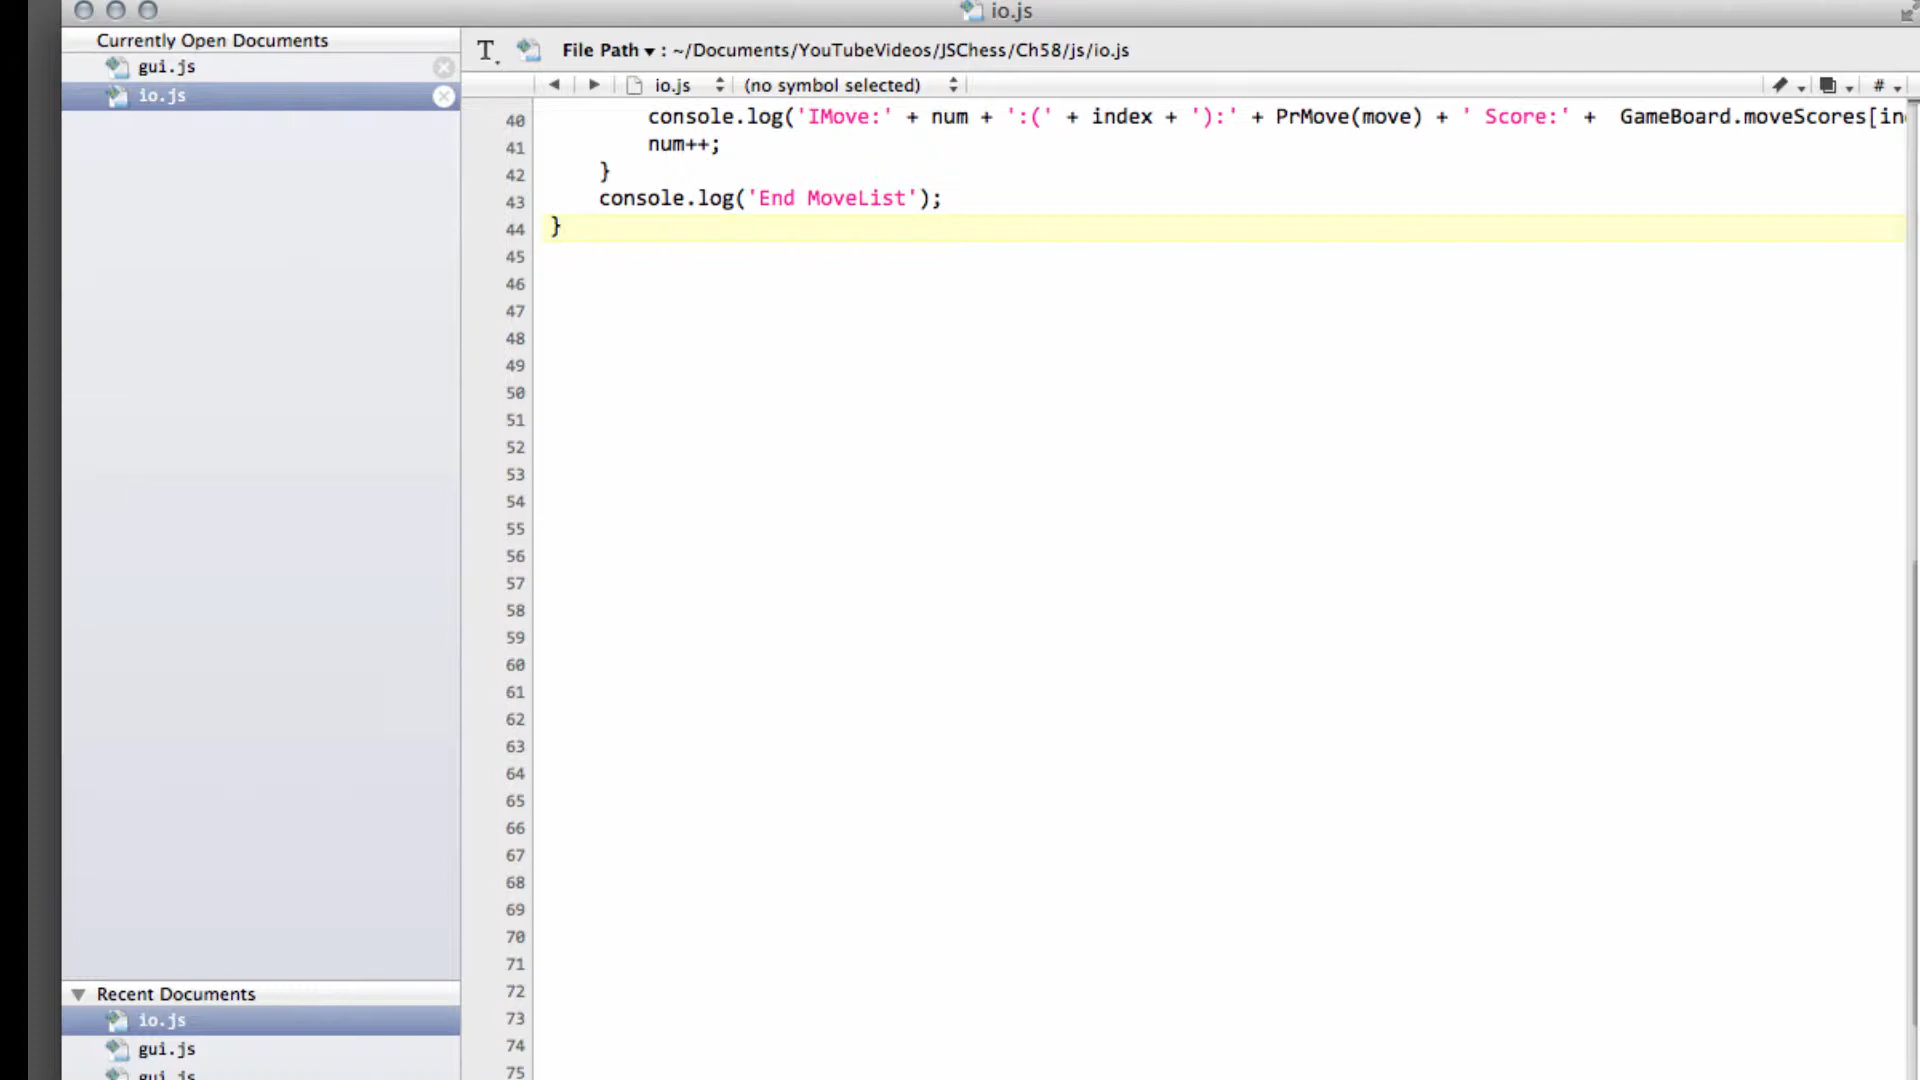 io.js
Currently Open Documents
gui.js
io.js
File Path ▾ : ~/Documents/YouTubeVideos/JSChess/Ch58/js/io.js
io.js (no symbol selected) #
40 console.log('IMove:' + num + ':(' + index + '):' + PrMove(move) + ' Score:' + GameBoard.moveScores[in
41 num++;
42 }
43 console.log('End MoveList');
44 }
45
46
47
48
49
50
51
52
53
54
55
56
57
58
59
60
61
62
63
64
65
66
67
68
69
70
71
72
73
74
75
Recent Documents
io.js
gui.js
gui.js